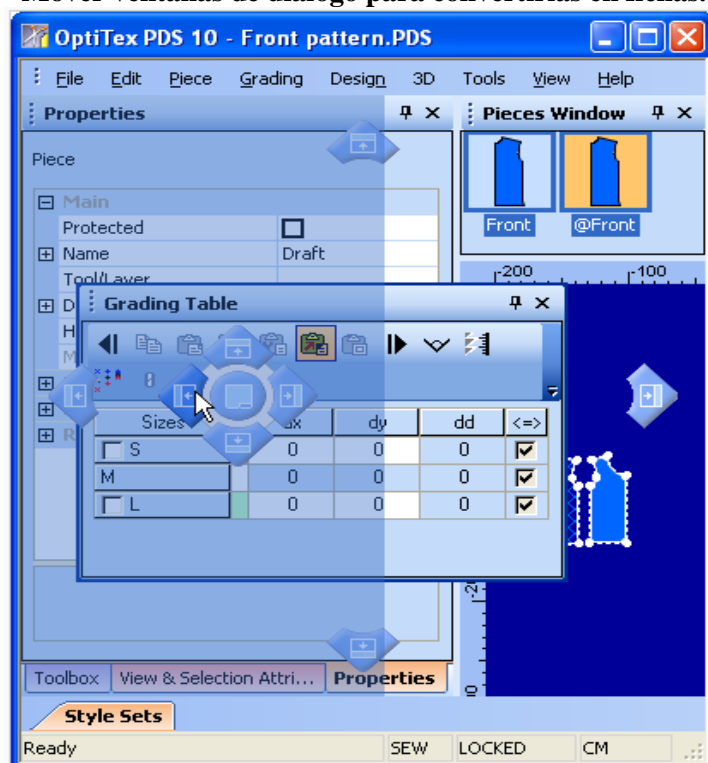 Mover ventanas de diálogo para convertirlas en fichas.
OptiTex PDS 10 - Front pattern.PDS
File Edit Piece Grading Design 3D Tools View Help
Properties
Pieces Window
Piece
Main
Protected
Name Draft
Tool/Layer
Front @Front
-200 -100
D
H
M
R
Grading Table
Sizes dx dy dd <=>
S 0 0 0
M 0 0 0
L 0 0 0
Toolbox View & Selection Attri... Properties
Style Sets
Ready SEW LOCKED CM